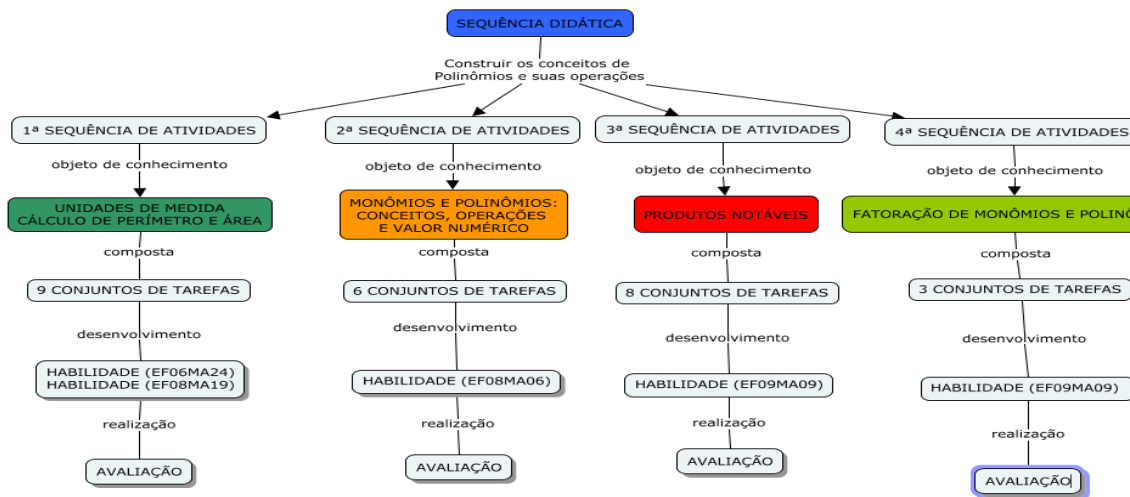 SEQUÊNCIA DIDÁTICA
Construir os conceitos de
Polinômios e suas operações
1ª SEQUÊNCIA DE ATIVIDADES
objeto de conhecimento
UNIDADES DE MEDIDA
CÁLCULO DE PERÍMETRO E ÁREA
composta
9 CONJUNTOS DE TAREFAS
desenvolvimento
HABILIDADE (EF06MA24)
HABILIDADE (EF08MA19)
realização
AVALIAÇÃO
2ª SEQUÊNCIA DE ATIVIDADES
objeto de conhecimento
MONÔMIOS E POLINÔMIOS:
CONCEITOS, OPERAÇÕES
E VALOR NUMÉRICO
composta
6 CONJUNTOS DE TAREFAS
desenvolvimento
HABILIDADE (EF08MA06)
realização
AVALIAÇÃO
3ª SEQUÊNCIA DE ATIVIDADES
objeto de conhecimento
PRODUTOS NOTÁVEIS
composta
8 CONJUNTOS DE TAREFAS
desenvolvimento
HABILIDADE (EF09MA09)
realização
AVALIAÇÃO
4ª SEQUÊNCIA DE ATIVIDADES
objeto de conhecimento
FATORAÇÃO DE MONÔMIOS E
composta
3 CONJUNTOS DE TAREFAS
desenvolvimento
HABILIDADE (EF09MA09)
realização
AVALIAÇÃO